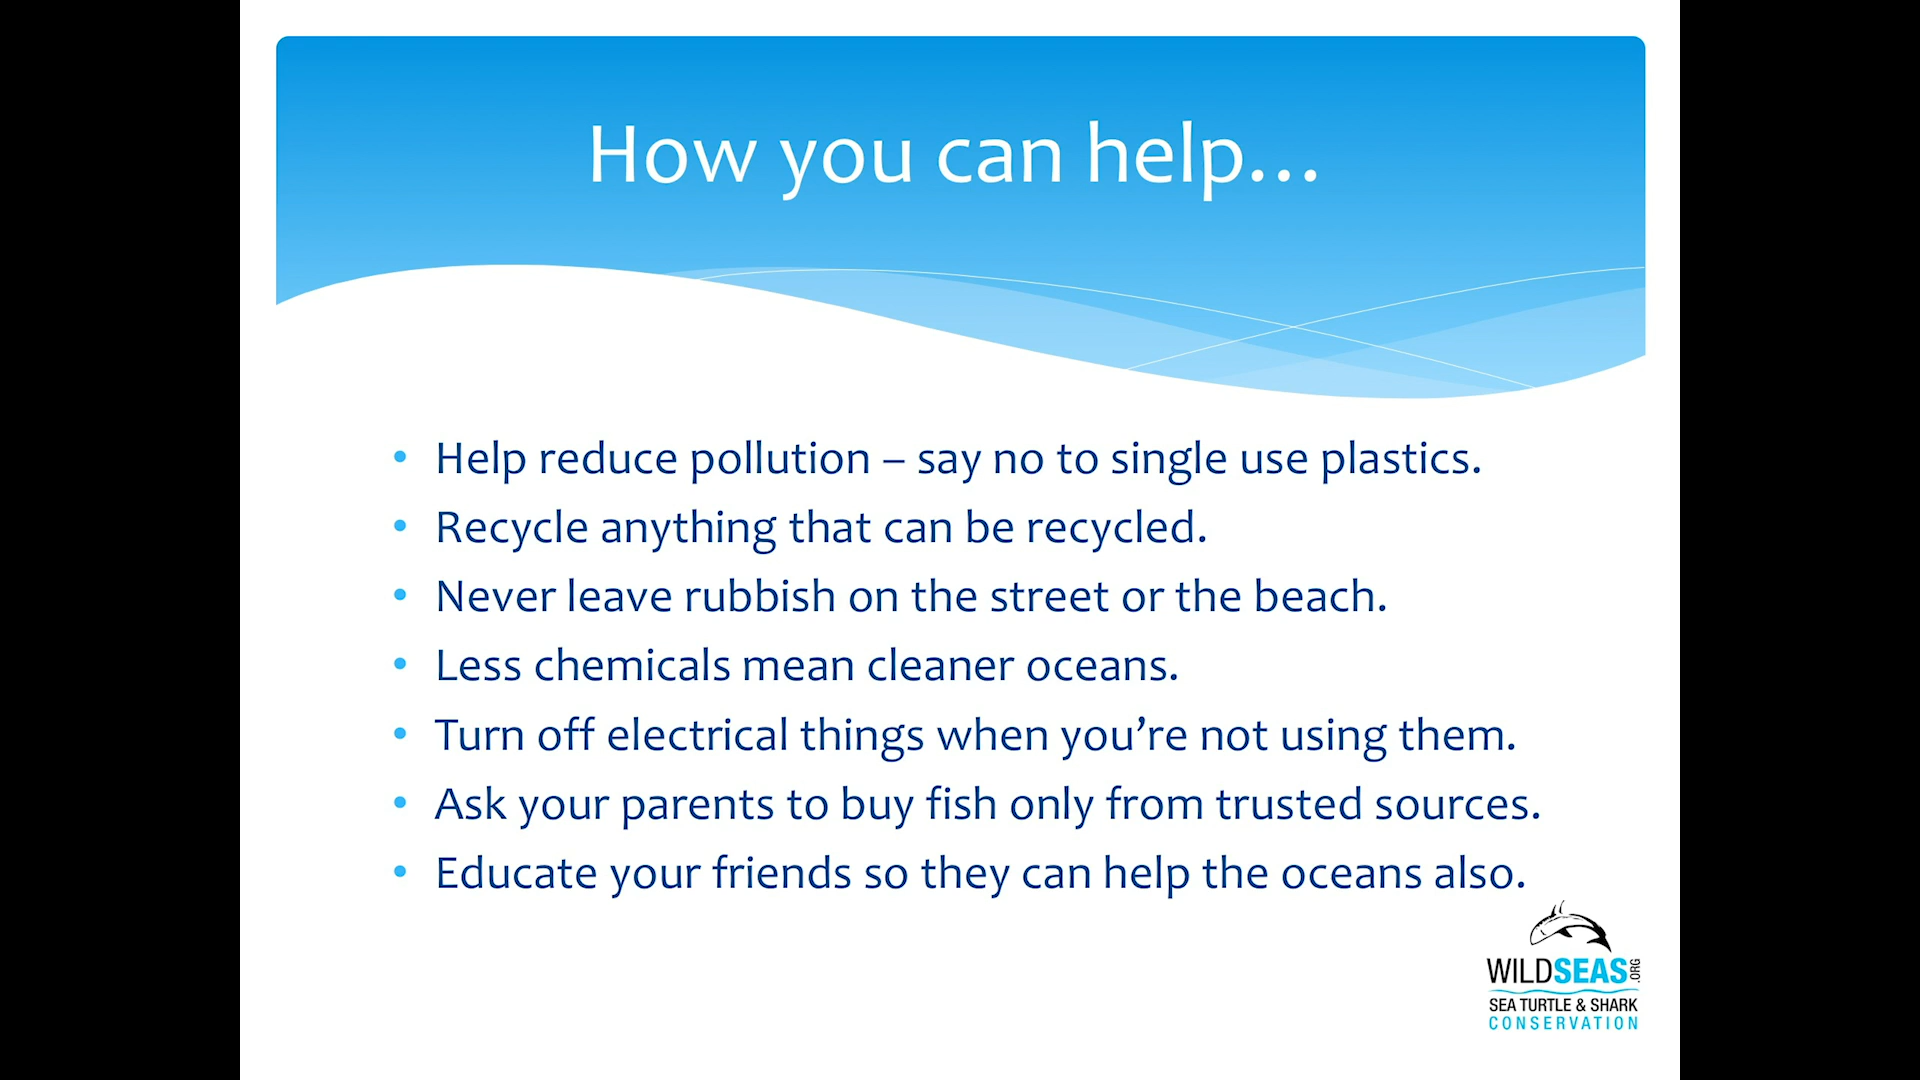 How you can help...
• Help reduce pollution – say no to single use plastics.
• Recycle anything that can be recycled.
• Never leave rubbish on the street or the beach.
• Less chemicals mean cleaner oceans.
• Turn off electrical things when you’re not using them.
• Ask your parents to buy fish only from trusted sources.
• Educate your friends so they can help the oceans also.
WILDSEAS.ORG
SEA TURTLE & SHARK
CONSERVATION